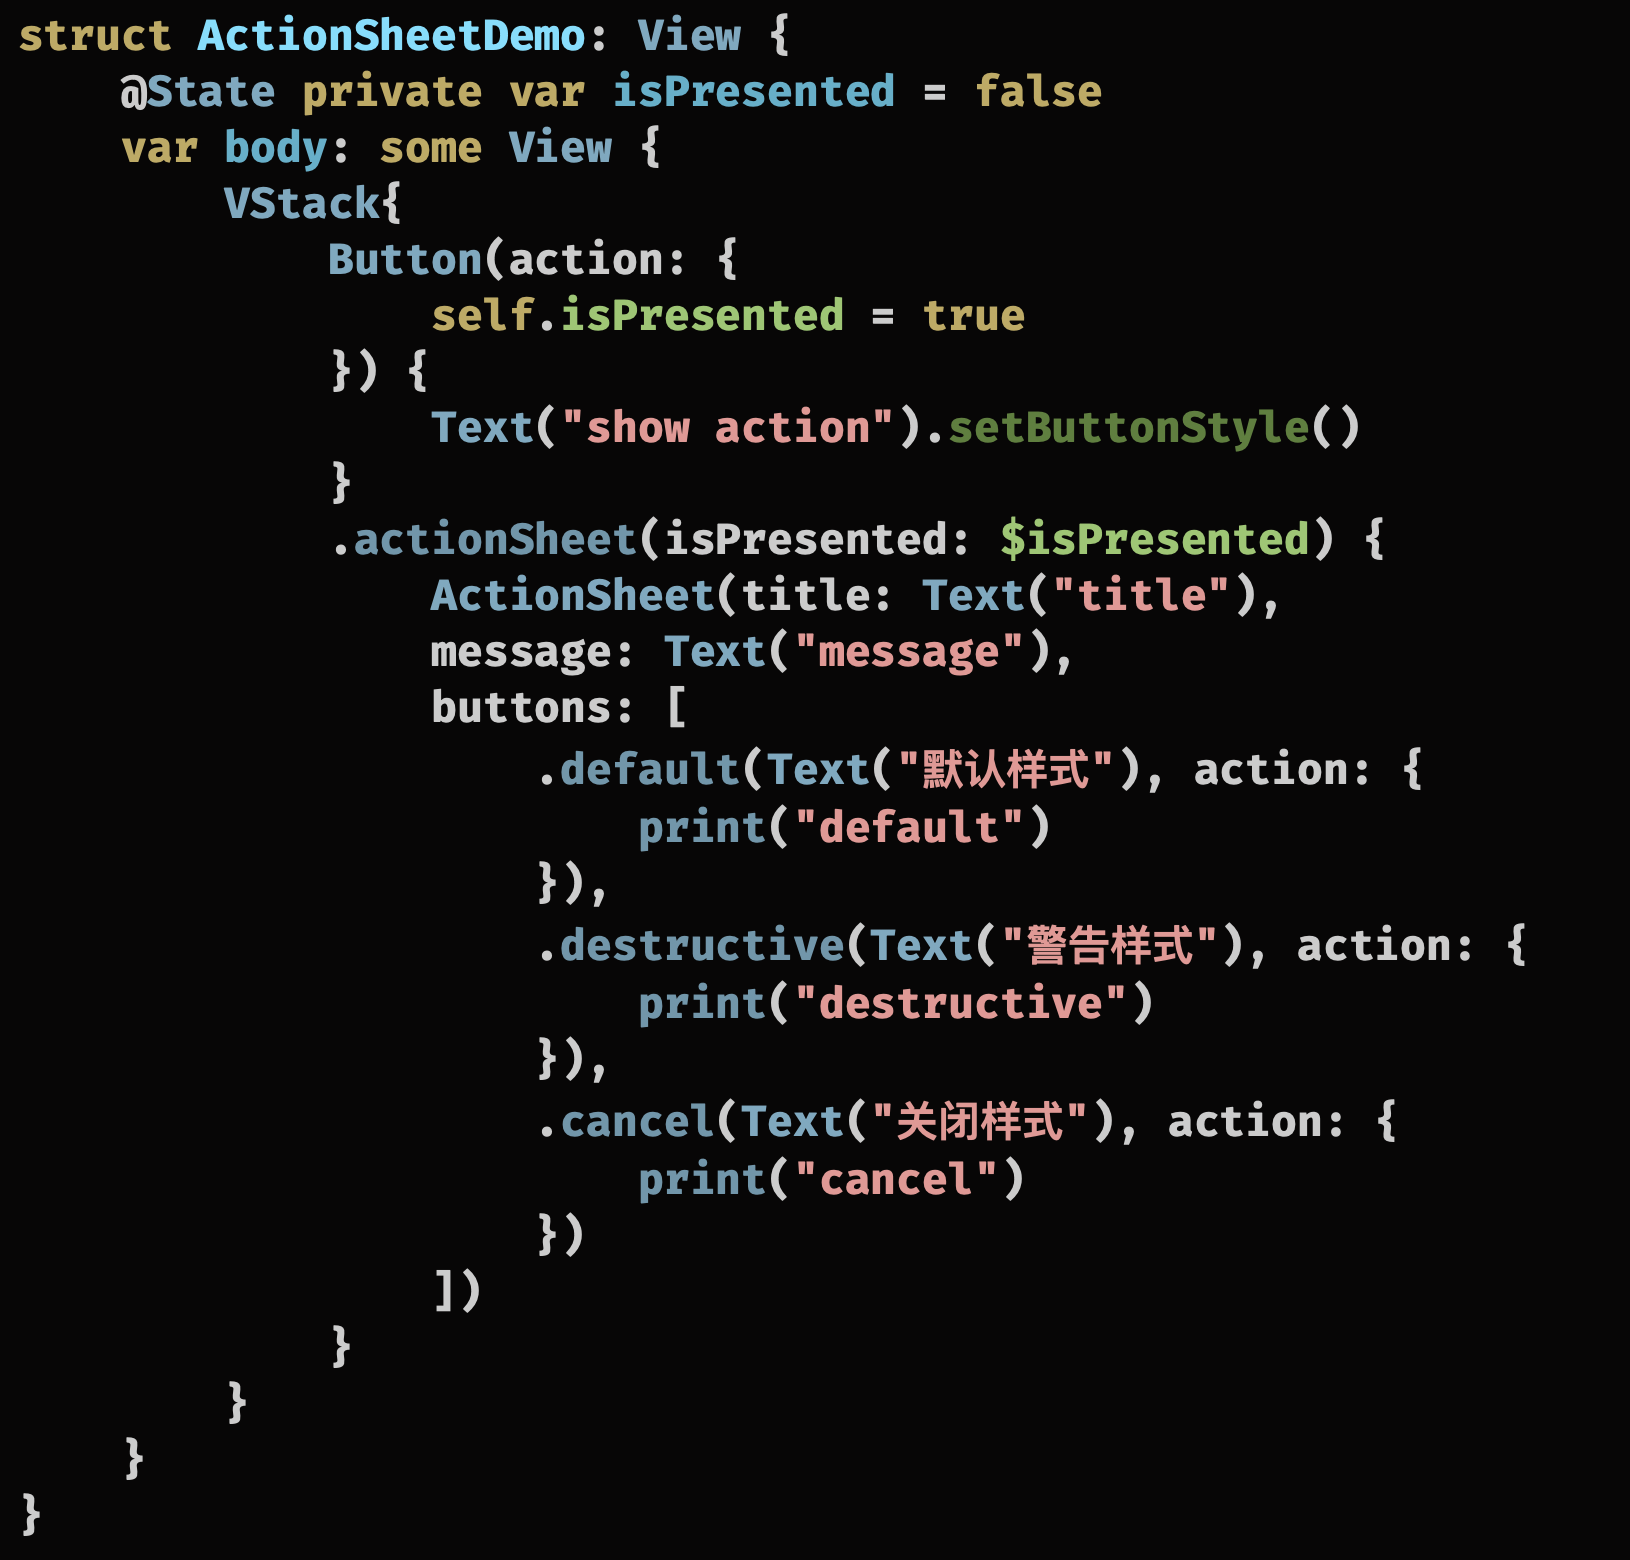 struct ActionSheetDemo: View {
    @State private var isPresented = false
    var body: some View {
        VStack{
            Button(action: {
                self.isPresented = true
            }) {
                Text("show action").setButtonStyle()
            }
            .actionSheet(isPresented: $isPresented) {
                ActionSheet(title: Text("title"),
                message: Text("message"),
                buttons: [
                    .default(Text("默认样式"), action: {
                        print("default")
                    }),
                    .destructive(Text("警告样式"), action: {
                        print("destructive")
                    }),
                    .cancel(Text("关闭样式"), action: {
                        print("cancel")
                    })
                ])
            }
        }
    }
}